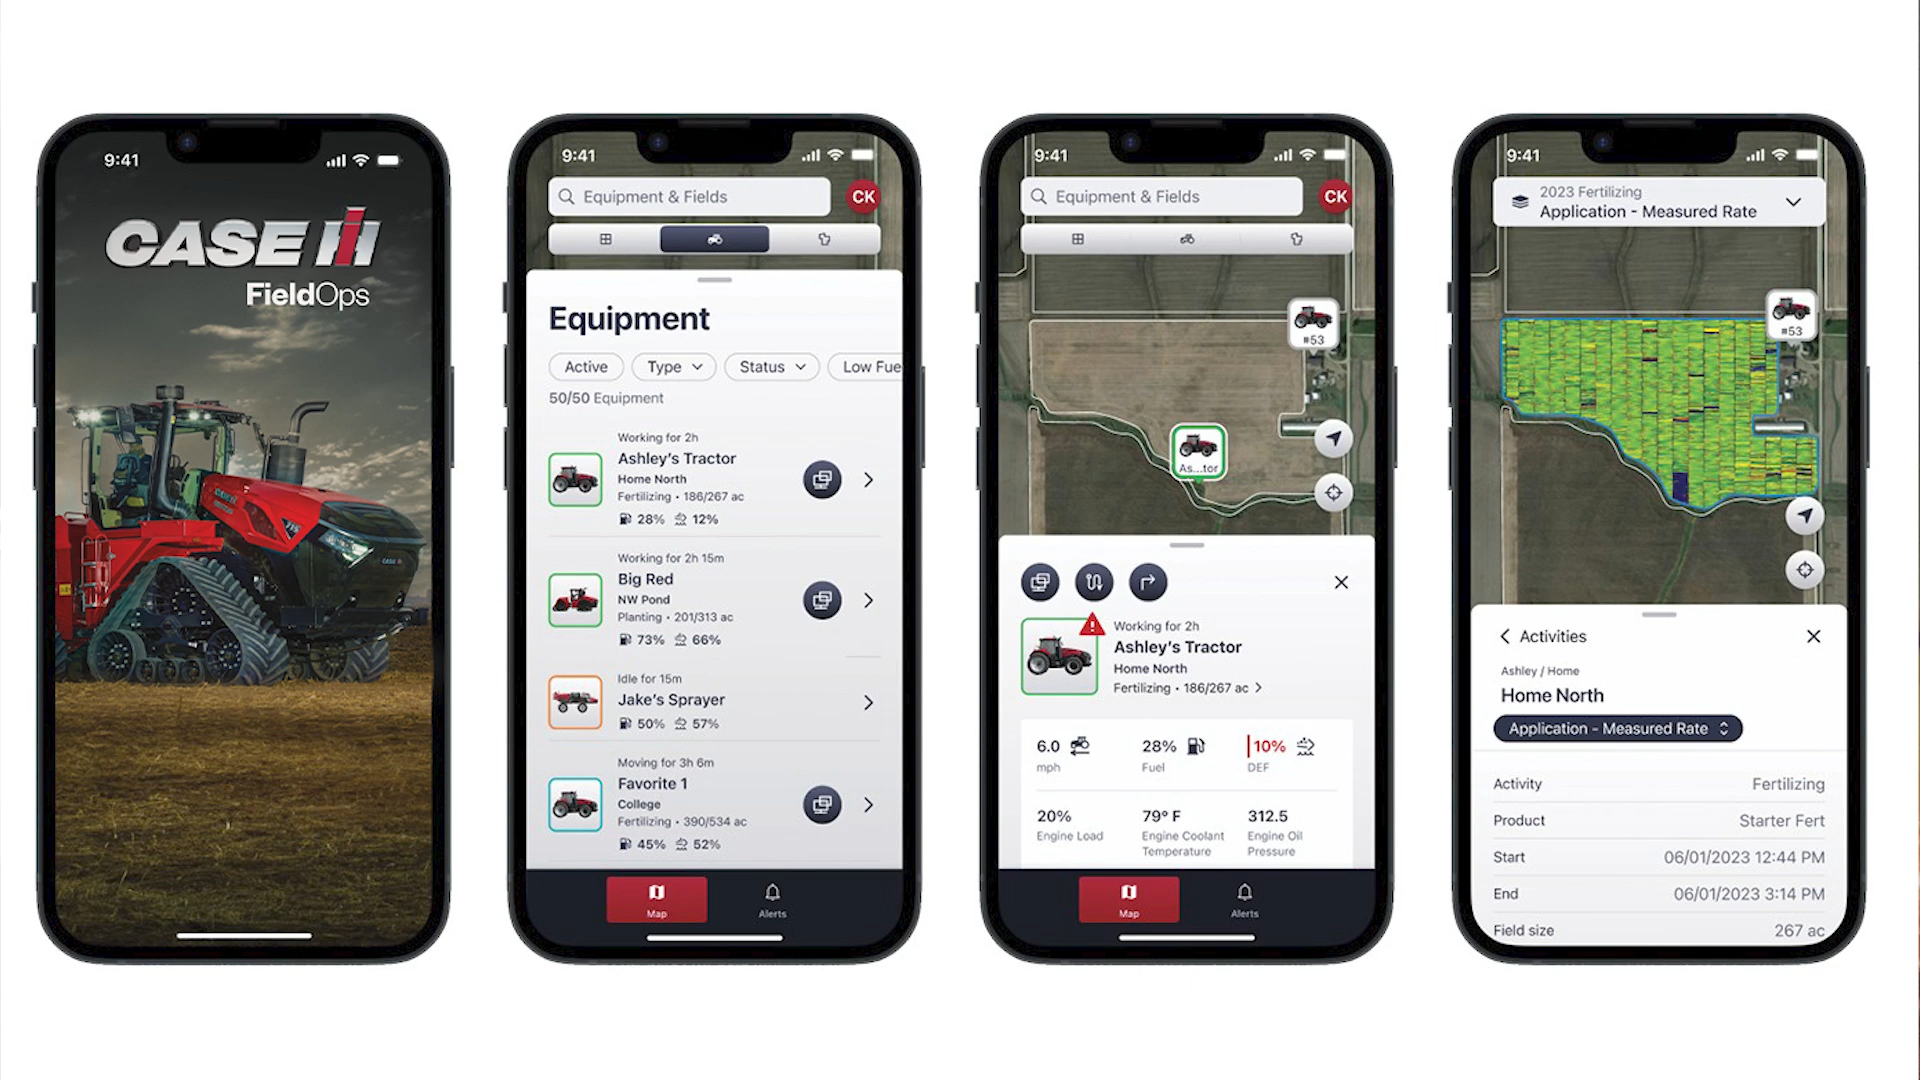 9:41
CASE IH
FieldOps
715
CASE IH
9:41
Equipment & Fields
CK
Equipment
Active
Type
Status
Low Fue
50/50 Equipment
Working for 2h
Ashley's Tractor
Home North
Fertilizing • 186/267 ac
28% 12%
Working for 2h 15m
Big Red
NW Pond
Planting • 201/313 ac
73% 66%
Idle for 15m
Jake's Sprayer
50% 57%
Moving for 3h 6m
Favorite 1
College
Fertilizing • 390/534 ac
45% 52%
Map
Alerts
9:41
Equipment & Fields
CK
#53
As...tor
Working for 2h
Ashley's Tractor
Home North
Fertilizing • 186/267 ac
6.0
mph
28%
Fuel
10%
DEF
20%
Engine Load
79° F
Engine Coolant
Temperature
312.5
Engine Oil
Pressure
Map
Alerts
9:41
2023 Fertilizing
Application - Measured Rate
#53
Activities
Ashley / Home
Home North
Application - Measured Rate
Activity Fertilizing
Product Starter Fert
Start 06/01/2023 12:44 PM
End 06/01/2023 3:14 PM
Field size 267 ac